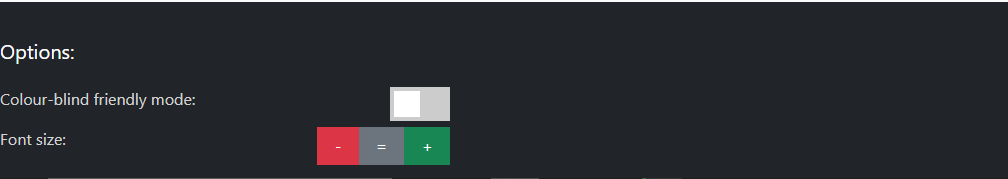 Options:
Colour-blind friendly mode:
Font size:
- = +